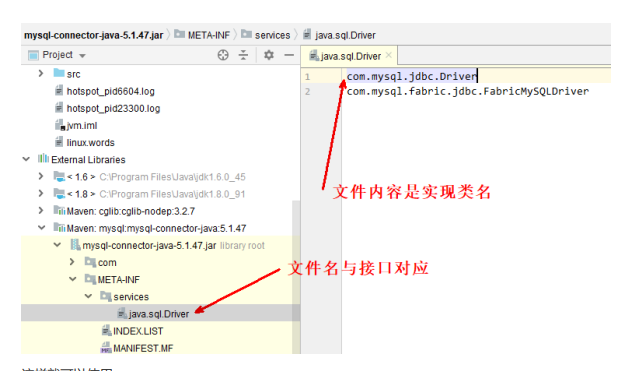 mysql-connector-java-5.1.47.jar META-INF services java.sql.Driver
Project
java.sql.Driver
src
hotspot_pid6604.log
hotspot_pid23300.log
jvm.iml
linux.words
External Libraries
< 1.6 > C:\Program Files\Java\jdk1.6.0_45
< 1.8 > C:\Program Files\Java\jdk1.8.0_91
Maven: cglib:cglib-nodep:3.2.7
Maven: mysql:mysql-connector-java:5.1.47
mysql-connector-java-5.1.47.jar library root
com
META-INF
services
java.sql.Driver
INDEX.LIST
MANIFEST.MF
1 com.mysql.jdbc.Driver
2 com.mysql.fabric.jdbc.FabricMySQLDriver
文件内容是实现类名
文件名与接口对应